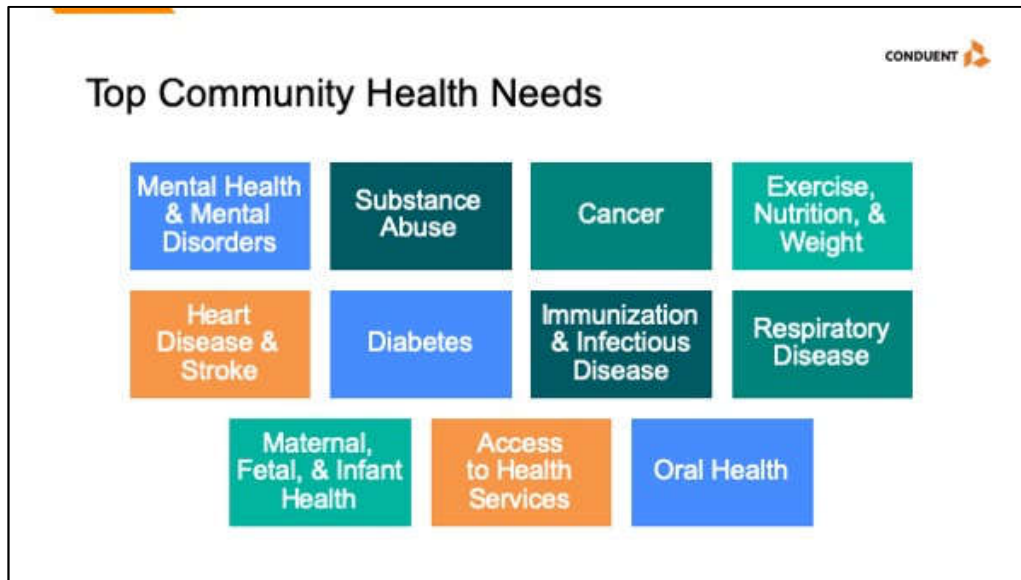 CONDUENT
Top Community Health Needs
Mental Health
& Mental
Disorders
Substance
Abuse
Cancer
Exercise,
Nutrition, &
Weight
Heart
Disease &
Stroke
Diabetes
Immunization
& Infectious
Disease
Respiratory
Disease
Maternal,
Fetal, & Infant
Health
Access
to Health
Services
Oral Health